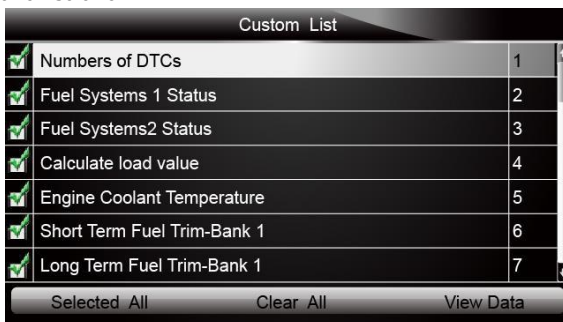 Custom List
Numbers of DTCs 1
Fuel Systems 1 Status 2
Fuel Systems2 Status 3
Calculate load value 4
Engine Coolant Temperature 5
Short Term Fuel Trim-Bank 1 6
Long Term Fuel Trim-Bank 1 7
Selected All Clear All View Data